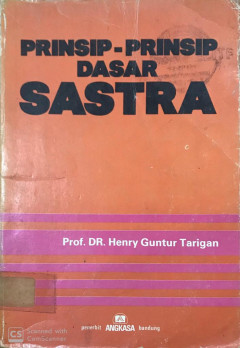 PRINSIP-PRINSIP
DASAR
SASTRA
Prof. DR. Henry Guntur Tarigan
penerbit ANGKASA bandung
CS Scanned with
CamScanner